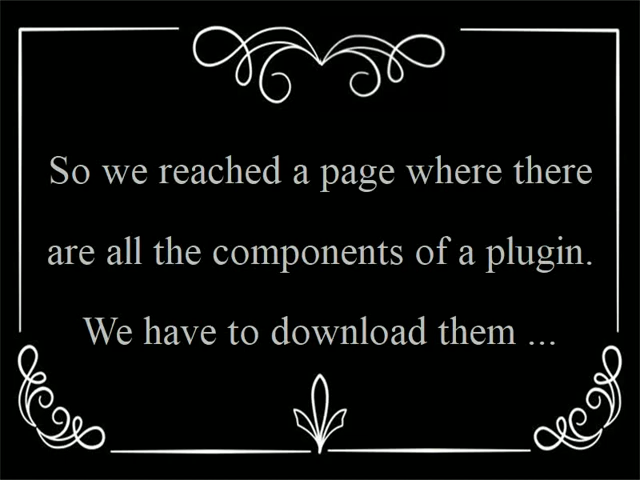 So we reached a page where there
are all the components of a plugin.
We have to download them ...